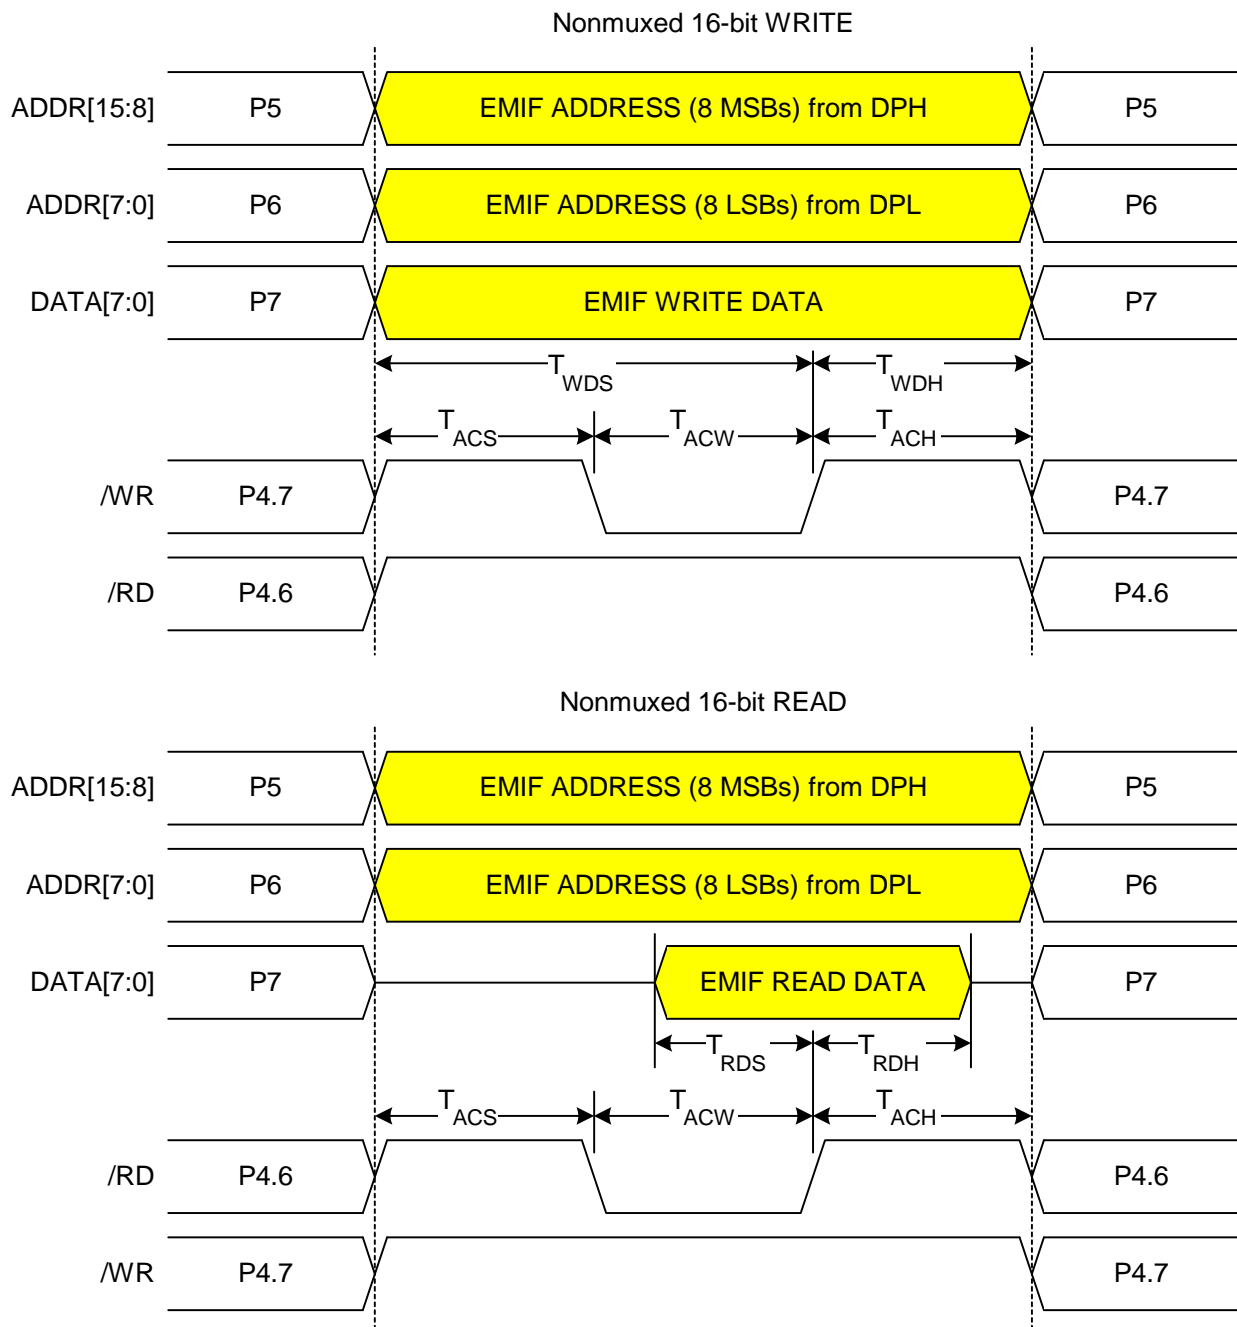 Nonmuxed 16-bit WRITE
ADDR[15:8] P5 EMIF ADDRESS (8 MSBs) from DPH P5
ADDR[7:0] P6 EMIF ADDRESS (8 LSBs) from DPL P6
DATA[7:0] P7 EMIF WRITE DATA P7
TWDS TWDH
TACS TACW TACH
/WR P4.7 P4.7
/RD P4.6 P4.6
Nonmuxed 16-bit READ
ADDR[15:8] P5 EMIF ADDRESS (8 MSBs) from DPH P5
ADDR[7:0] P6 EMIF ADDRESS (8 LSBs) from DPL P6
DATA[7:0] P7 EMIF READ DATA P7
TRDS TRDH
TACS TACW TACH
/RD P4.6 P4.6
/WR P4.7 P4.7